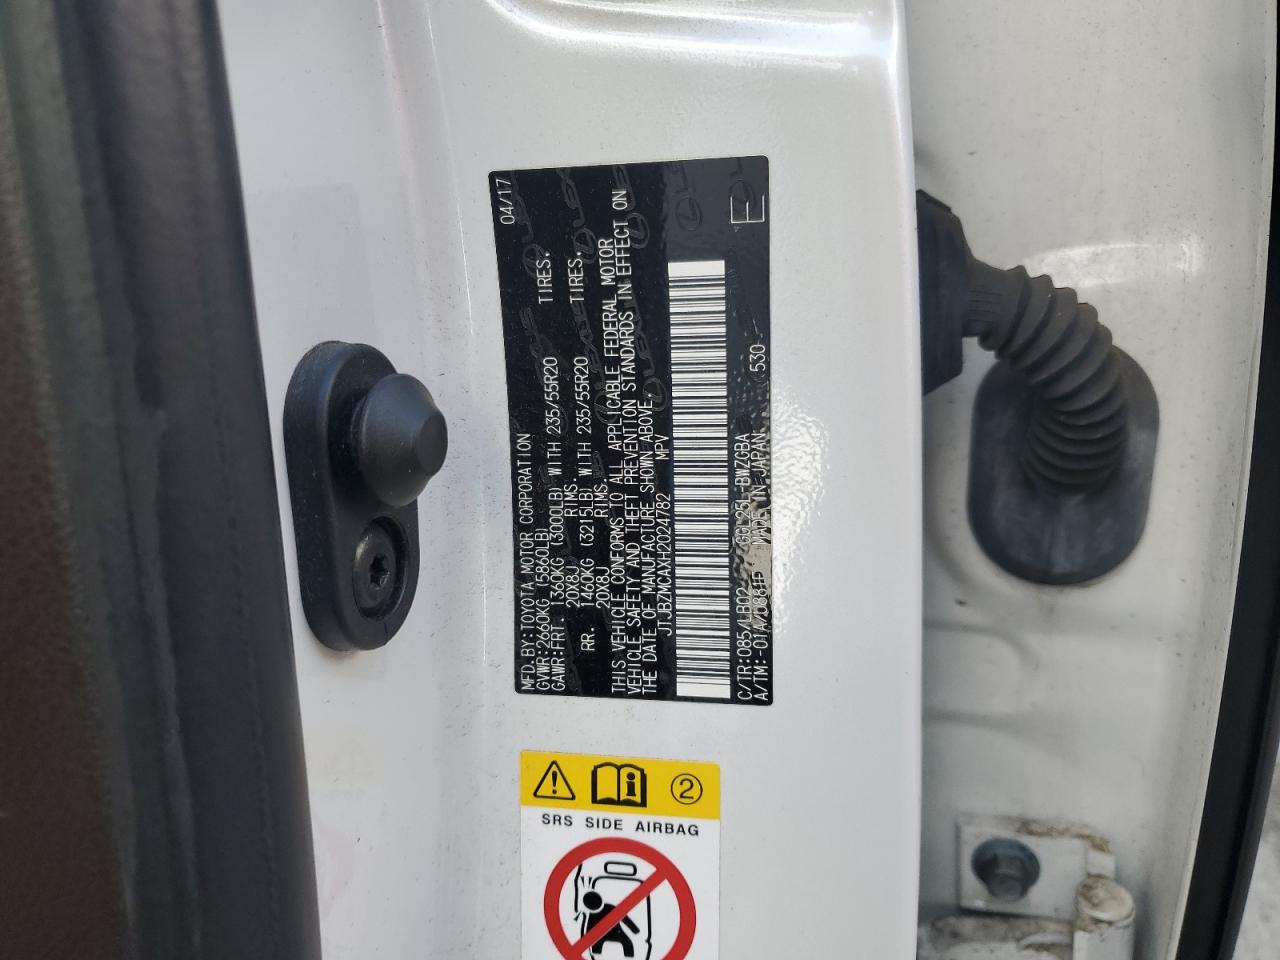 04/17
MFD.BY:TOYOTA MOTOR CORPORATION
GVWR:2660KG (5860LB)
GAWR:FRT. 1360KG (3000LB) WITH 235/55R20 TIRES.
20X8J RIMS.
RR. 1460KG (3215LB) WITH 235/55R20 TIRES.
20X8J RIMS.
THIS VEHICLE CONFORMS TO ALL APPLICABLE FEDERAL MOTOR
VEHICLE SAFETY AND THEFT PREVENTION STANDARDS IN EFFECT ON
THE DATE OF MANUFACTURE SHOWN ABOVE.
JTJBZMCAXH2024782 MPV
C/TR:085/LB02
A/TM:-01A/ MADE IN JAPAN 530
E
2
SRS SIDE AIRBAG